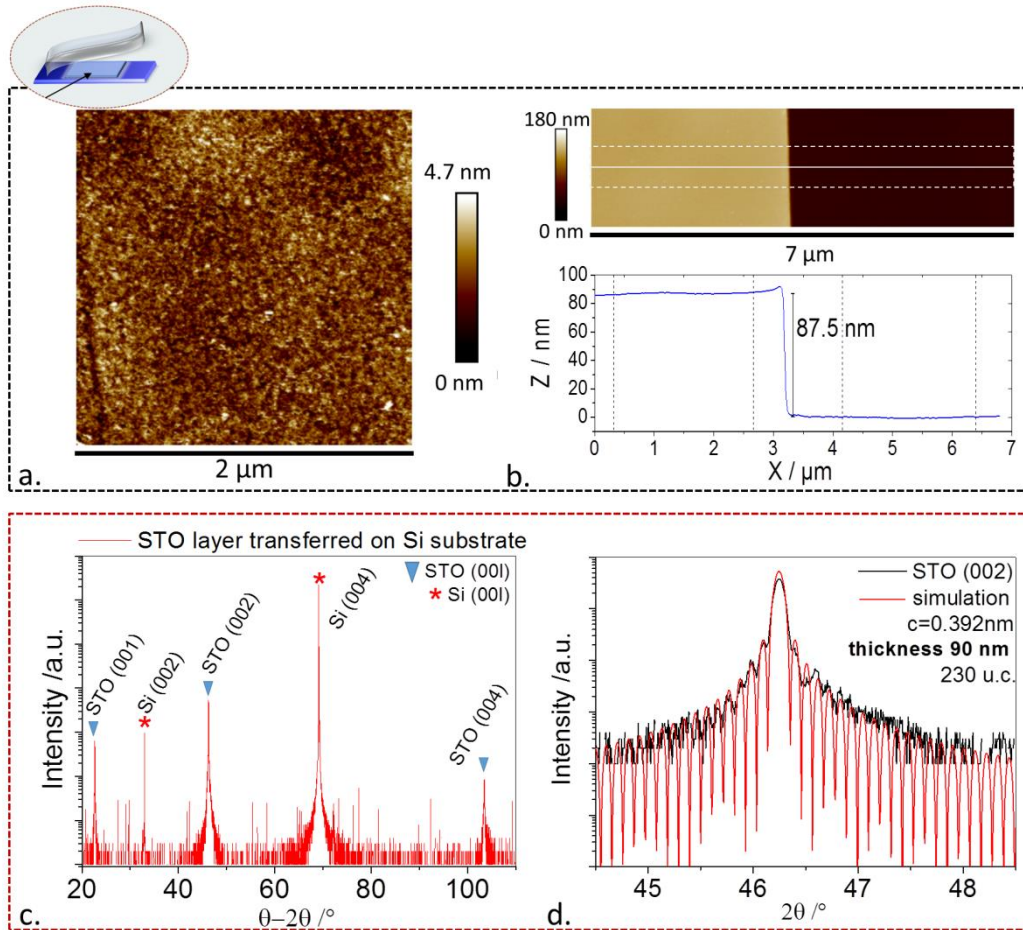 4.7 nm
0 nm
2 µm
a.
180 nm
0 nm
7 µm
100
80
60
40
20
0
Z / nm
87.5 nm
0 1 2 3 4 5 6 7
X / µm
b.
STO layer transferred on Si substrate
STO (00l)
* Si (00l)
STO (001)
* Si (002)
STO (002)
* Si (004)
STO (004)
Intensity /a.u.
20 40 60 80 100
θ–2θ /°
c.
STO (002)
simulation
c=0.392nm
thickness 90 nm
230 u.c.
Intensity /a.u.
45 46 47 48
2θ /°
d.